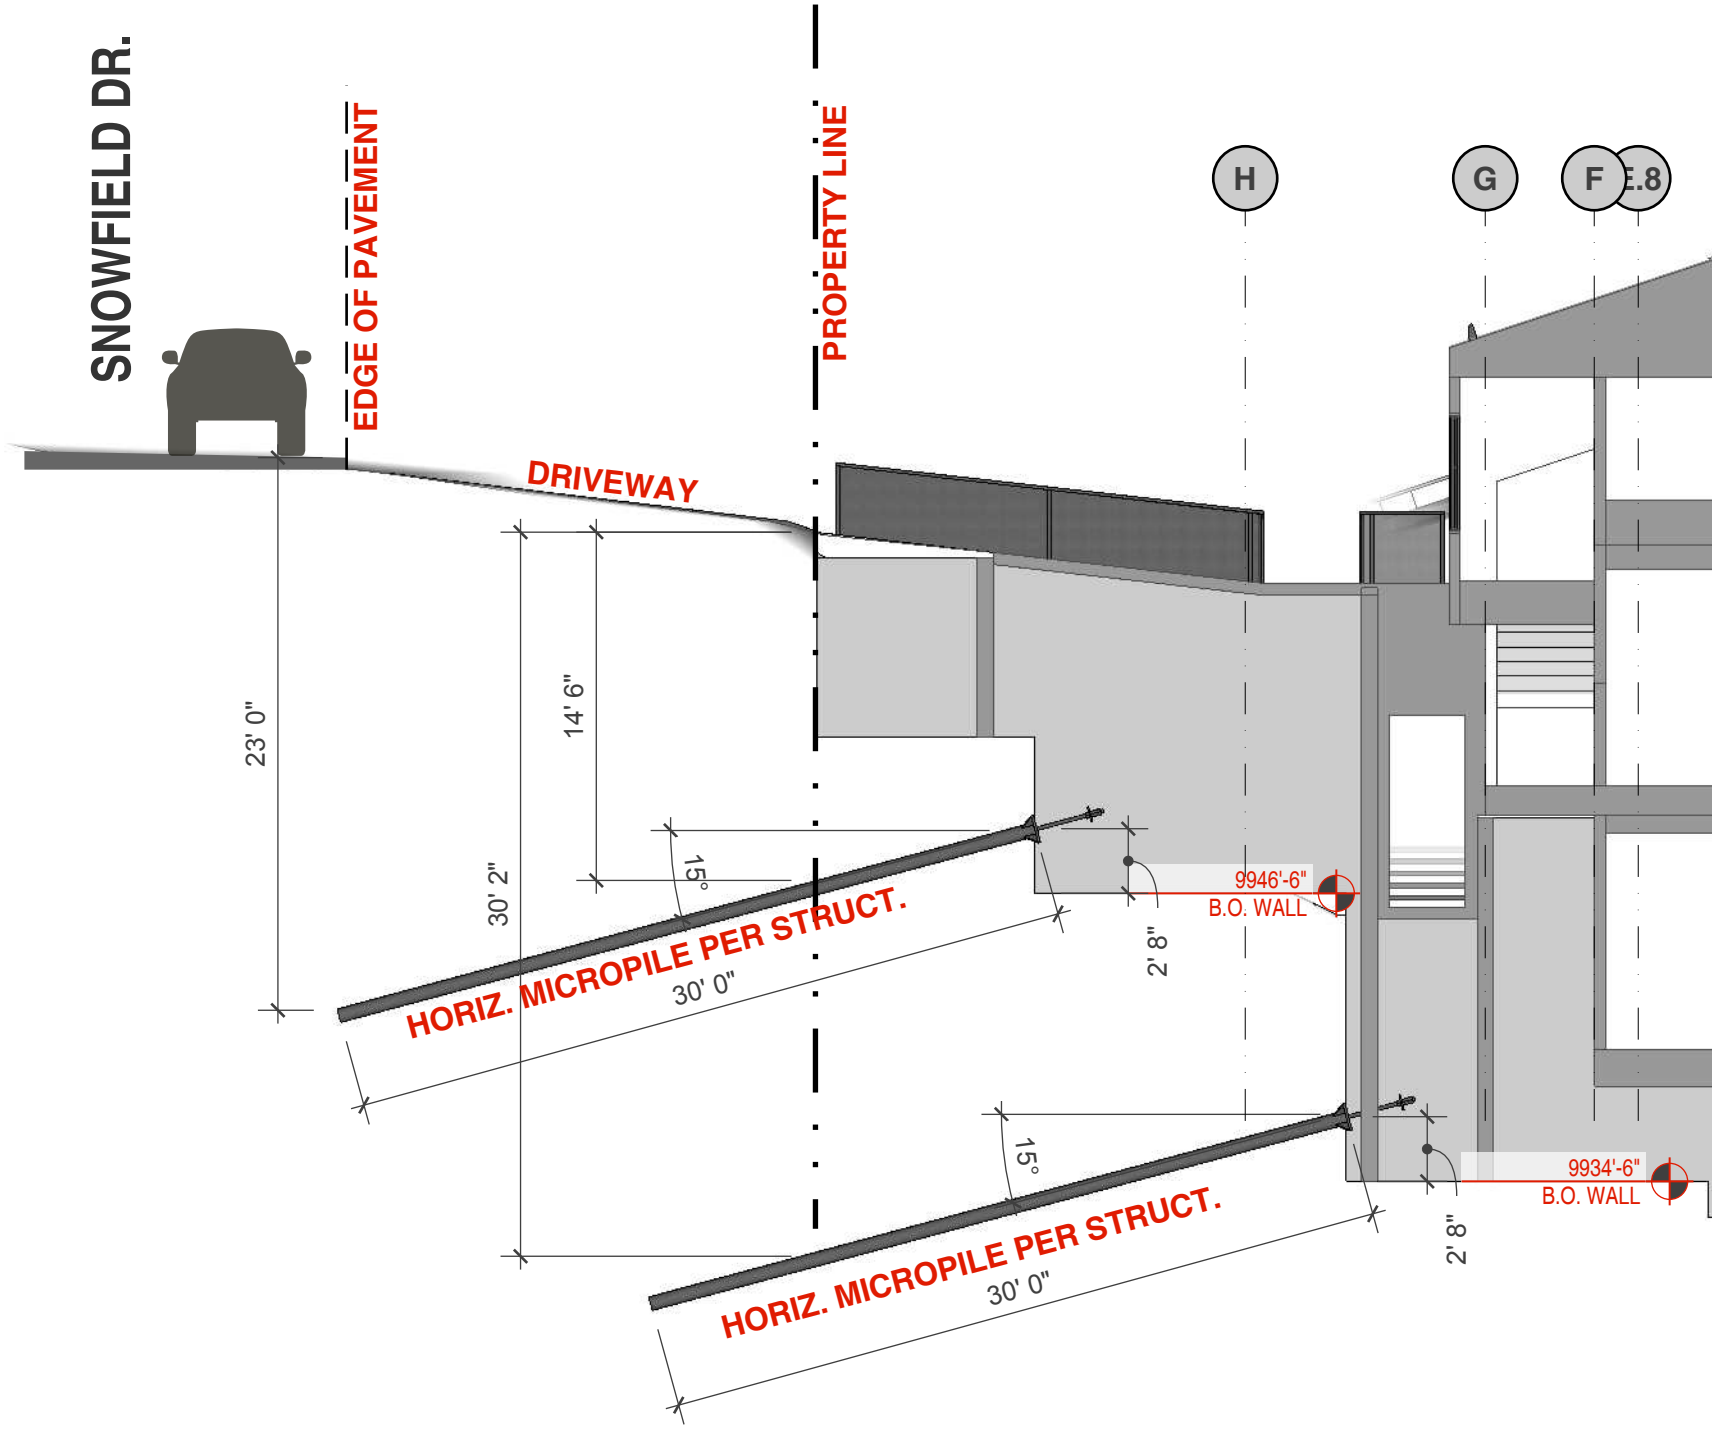 SNOWFIELD DR.
EDGE OF PAVEMENT
PROPERTY LINE
H
G
F
E.8
DRIVEWAY
23' 0"
14' 6"
30' 2"
15°
HORIZ. MICROPILE PER STRUCT.
30' 0"
9946'-6"
B.O. WALL
2' 8"
15°
HORIZ. MICROPILE PER STRUCT.
30' 0"
9934'-6"
B.O. WALL
2' 8"